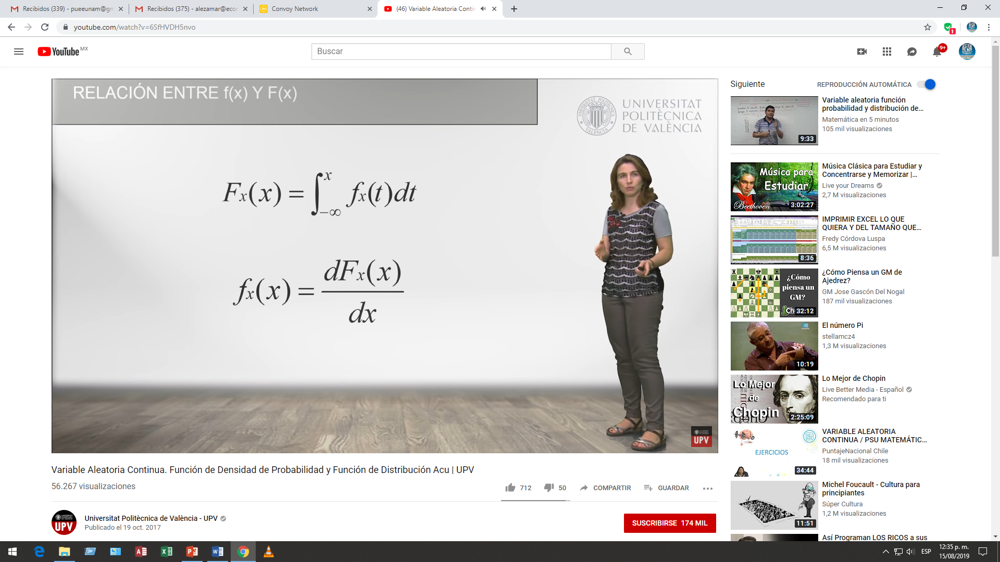 Recibidos (339) - pueeunam@gm
Recibidos (375) - alezamar@econ
Convoy Network
(46) Variable Aleatoria Contin
youtube.com/watch?v=6SfHVDH5nvo
1
YouTube MX
Buscar
9+
RELACIÓN ENTRE f(x) Y F(x)
UNIVERSITAT
POLITÈCNICA
DE VALÈNCIA
Fx(x) = ∫_{-∞}^{x} fx(t)dt
fx(x) = dFx(x)/dx
UPV
Variable Aleatoria Continua. Función de Densidad de Probabilidad y Función de Distribución Acu | UPV
56.267 visualizaciones
712
50
COMPARTIR
GUARDAR
UPV
Universitat Politècnica de València - UPV
Publicado el 19 oct. 2017
SUSCRIBIRSE 174 MIL
Siguiente
REPRODUCCIÓN AUTOMÁTICA
9:33
Variable aleatoria función
probabilidad y distribución de...
Matemática en 5 minutos
105 mil visualizaciones
Música para
Estudiar
Beethoven
3:02:27
Música Clásica para Estudiar y
Concentrarse y Memorizar |...
Live your Dreams
2,7 M visualizaciones
8:36
IMPRIMIR EXCEL LO QUE
QUIERA Y DEL TAMAÑO QUE...
Fredy Córdova Luspa
6,5 M visualizaciones
¿Cómo
piensa un
GM?
Ch
32:12
¿Cómo Piensa un GM de
Ajedrez?
GM Jose Gascón Del Nogal
187 mil visualizaciones
10:19
El número Pi
stellamcz4
1,3 M visualizaciones
Lo Mejor
de
Chopin
2:25:09
Lo Mejor de Chopin
Live Better Media - Español
Recomendado para ti
EJERCICIOS
34:44
VARIABLE ALEATORIA
CONTINUA / PSU MATEMÁTIC...
PuntajeNacional Chile
18 mil visualizaciones
11:51
Michel Foucault - Cultura para
principiantes
Súper Cultura
1,2 M visualizaciones
Así Programan LOS RICOS a sus
ESP
12:35 p. m.
15/08/2019